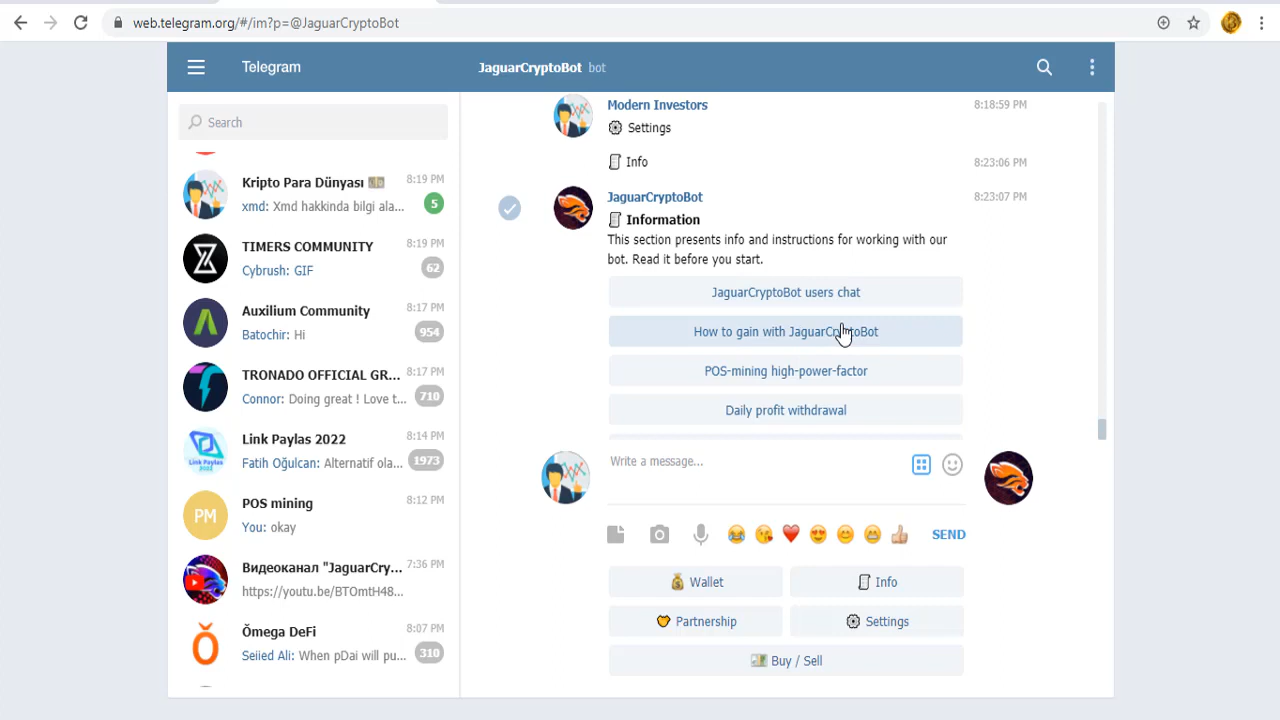 web.telegram.org/#/im?p=@JaguarCryptoBot
Telegram
JaguarCryptoBot bot
Search
Kripto Para Dünyası 8:19 PM
xmd: Xmd hakkinda bilgi ala... 5
TIMERS COMMUNITY 8:19 PM
Cybrush: GIF 62
Auxilium Community 8:17 PM
Batochir: Hi 954
TRONADO OFFICIAL GR... 8:17 PM
Connor: Doing great ! Love t... 710
Link Paylas 2022 8:14 PM
Fatih Oğulcan: Alternatif ola... 1973
POS mining 8:12 PM
PM
You: okay
Видеоканал "JaguarCry... 7:36 PM
https://youtu.be/BTOmtH48...
Ŏmega DeFi 8:07 PM
Seiied Ali: When pDai will pu... 310
Modern Investors 8:18:59 PM
Settings
Info 8:23:06 PM
JaguarCryptoBot 8:23:07 PM
Information
This section presents info and instructions for working with our
bot. Read it before you start.
JaguarCryptoBot users chat
How to gain with JaguarCryptoBot
POS-mining high-power-factor
Daily profit withdrawal
Write a message...
SEND
Wallet
Info
Partnership
Settings
Buy / Sell